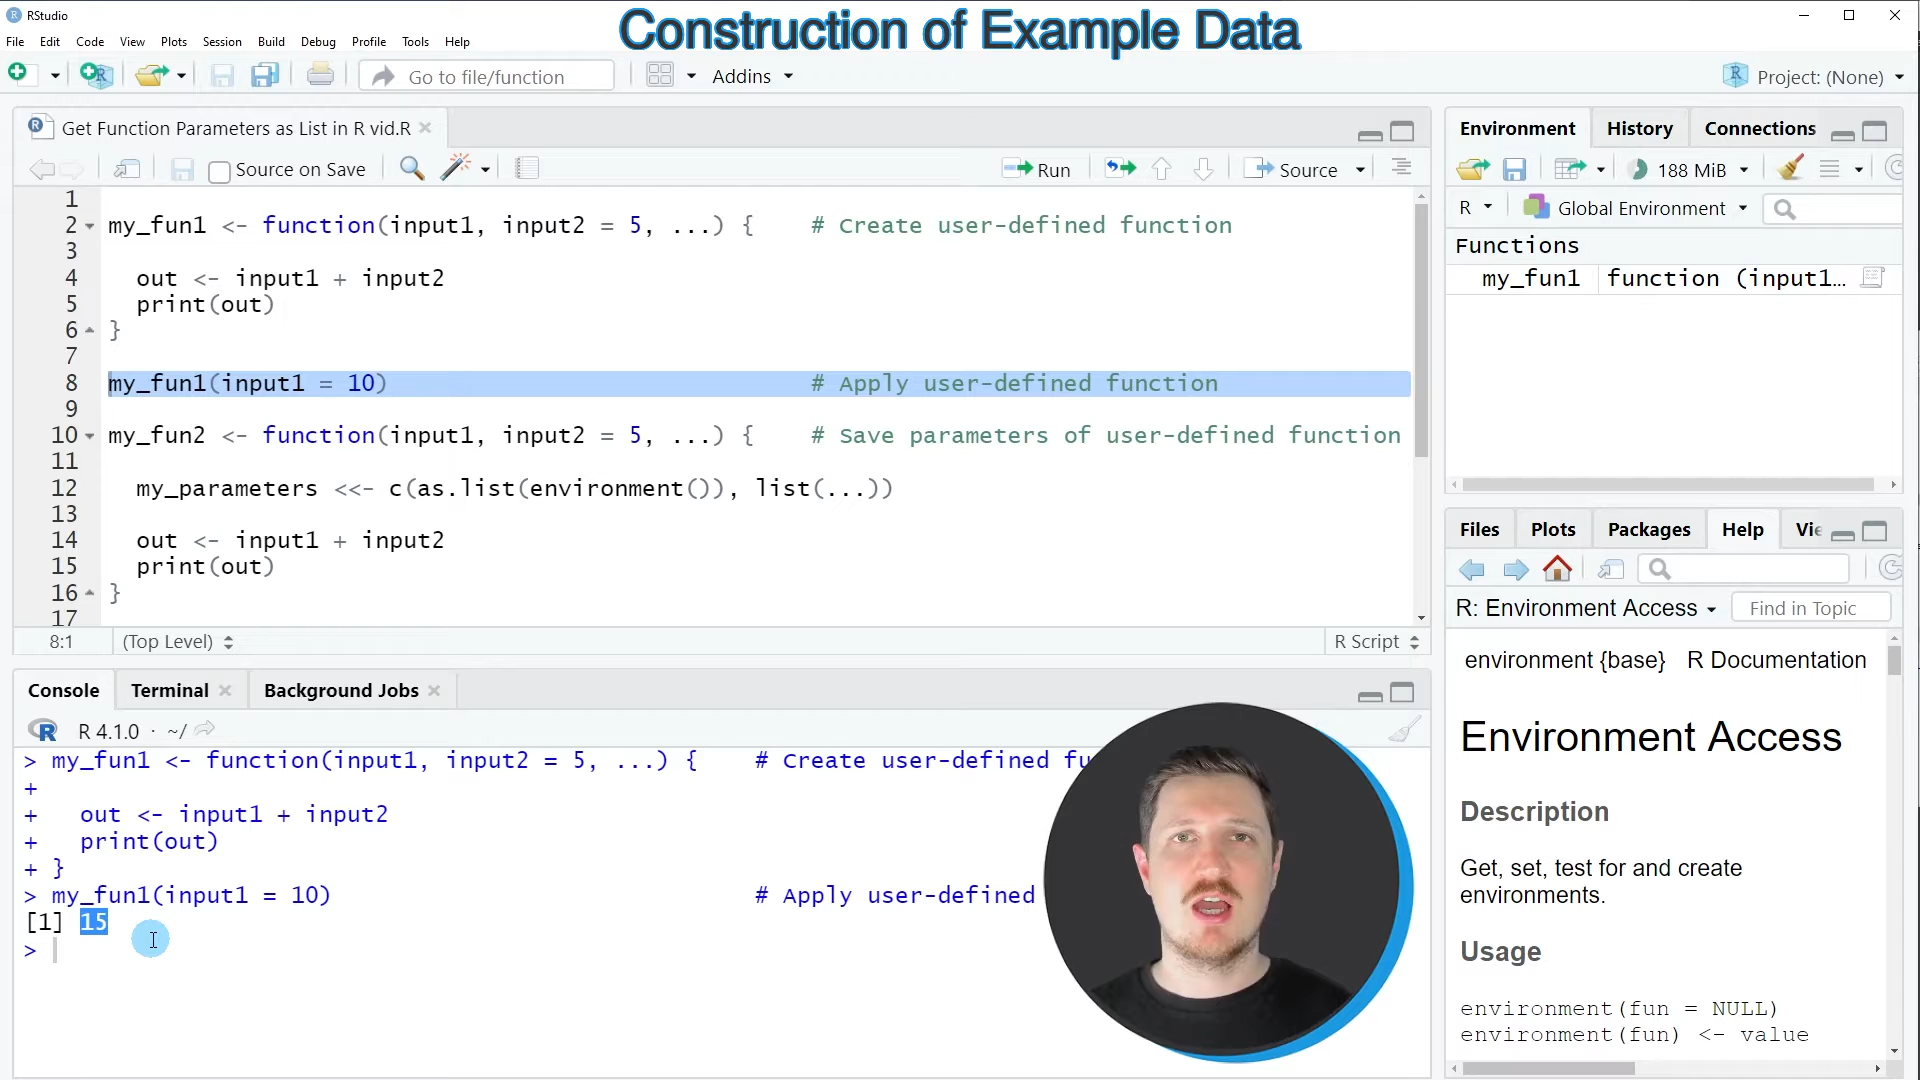 RStudio
Construction of Example Data
File Edit Code View Plots Session Build Debug Profile Tools Help
Go to file/function Addins Project: (None)
Get Function Parameters as List in R vid.R
Source on Save Run Source
1
2 my_fun1 <- function(input1, input2 = 5, ...) { # Create user-defined function
3
4 out <- input1 + input2
5 print(out)
6 }
7
8 my_fun1(input1 = 10) # Apply user-defined function
9
10 my_fun2 <- function(input1, input2 = 5, ...) { # Save parameters of user-defined function
11
12 my_parameters <<- c(as.list(environment()), list(...))
13
14 out <- input1 + input2
15 print(out)
16 }
17
8:1 (Top Level) R Script
Console Terminal Background Jobs
R 4.1.0 · ~/
> my_fun1 <- function(input1, input2 = 5, ...) { # Create user-defined fu
+
+ out <- input1 + input2
+ print(out)
+ }
> my_fun1(input1 = 10) # Apply user-defined
[1] 15
>
Environment History Connections
188 MiB
R Global Environment
Functions
my_fun1 function (input1...
Files Plots Packages Help Vie
R: Environment Access Find in Topic
environment {base} R Documentation
Environment Access
Description
Get, set, test for and create
environments.
Usage
environment(fun = NULL)
environment(fun) <- value